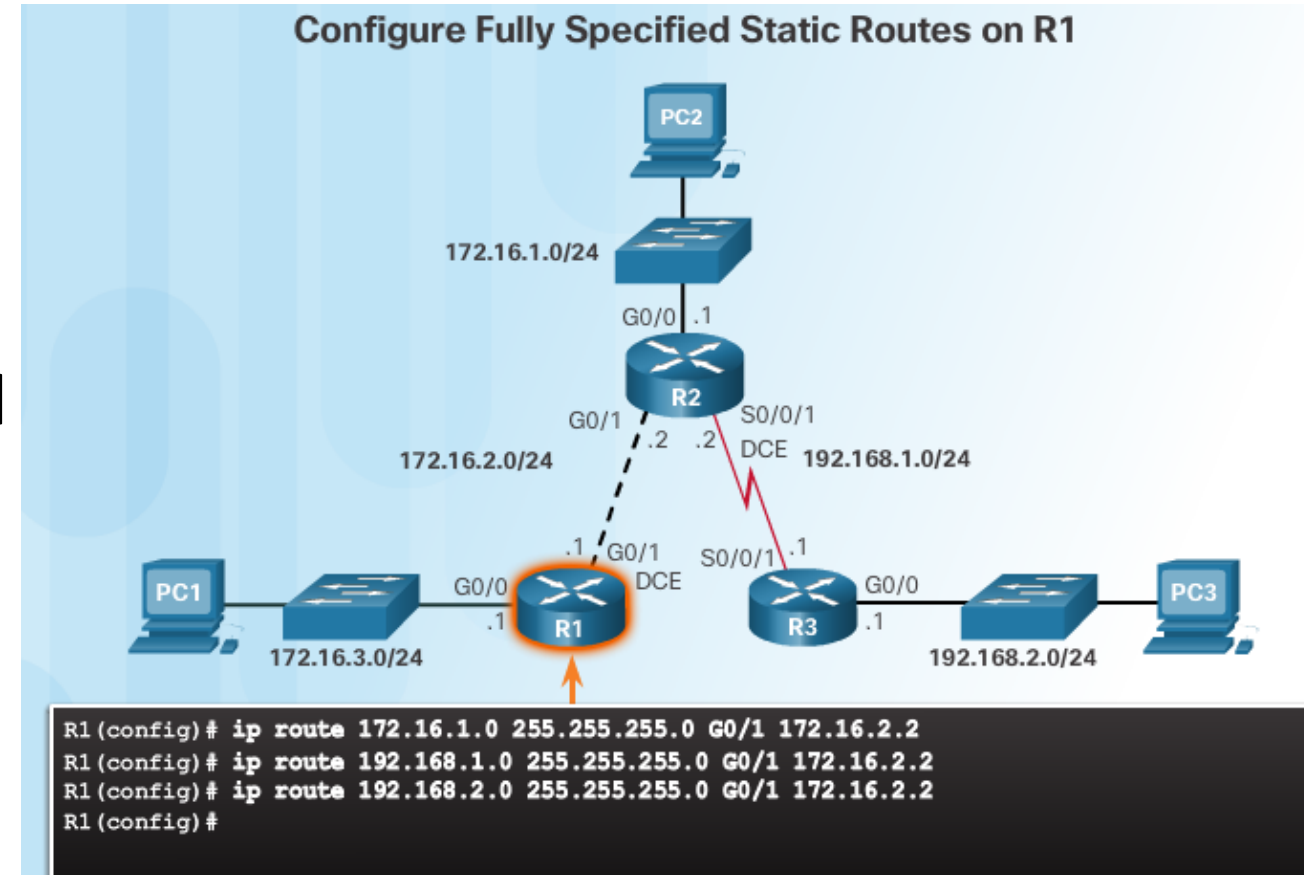 Configure Fully Specified Static Routes on R1
PC2
172.16.1.0/24
G0/0 .1
R2
G0/1 S0/0/1
.2 .2 DCE
172.16.2.0/24 192.168.1.0/24
.1 G0/1 S0/0/1 .1
DCE
PC1 G0/0 G0/0 PC3
.1 R1 R3 .1
172.16.3.0/24 192.168.2.0/24
R1(config)# ip route 172.16.1.0 255.255.255.0 G0/1 172.16.2.2
R1(config)# ip route 192.168.1.0 255.255.255.0 G0/1 172.16.2.2
R1(config)# ip route 192.168.2.0 255.255.255.0 G0/1 172.16.2.2
R1(config)#